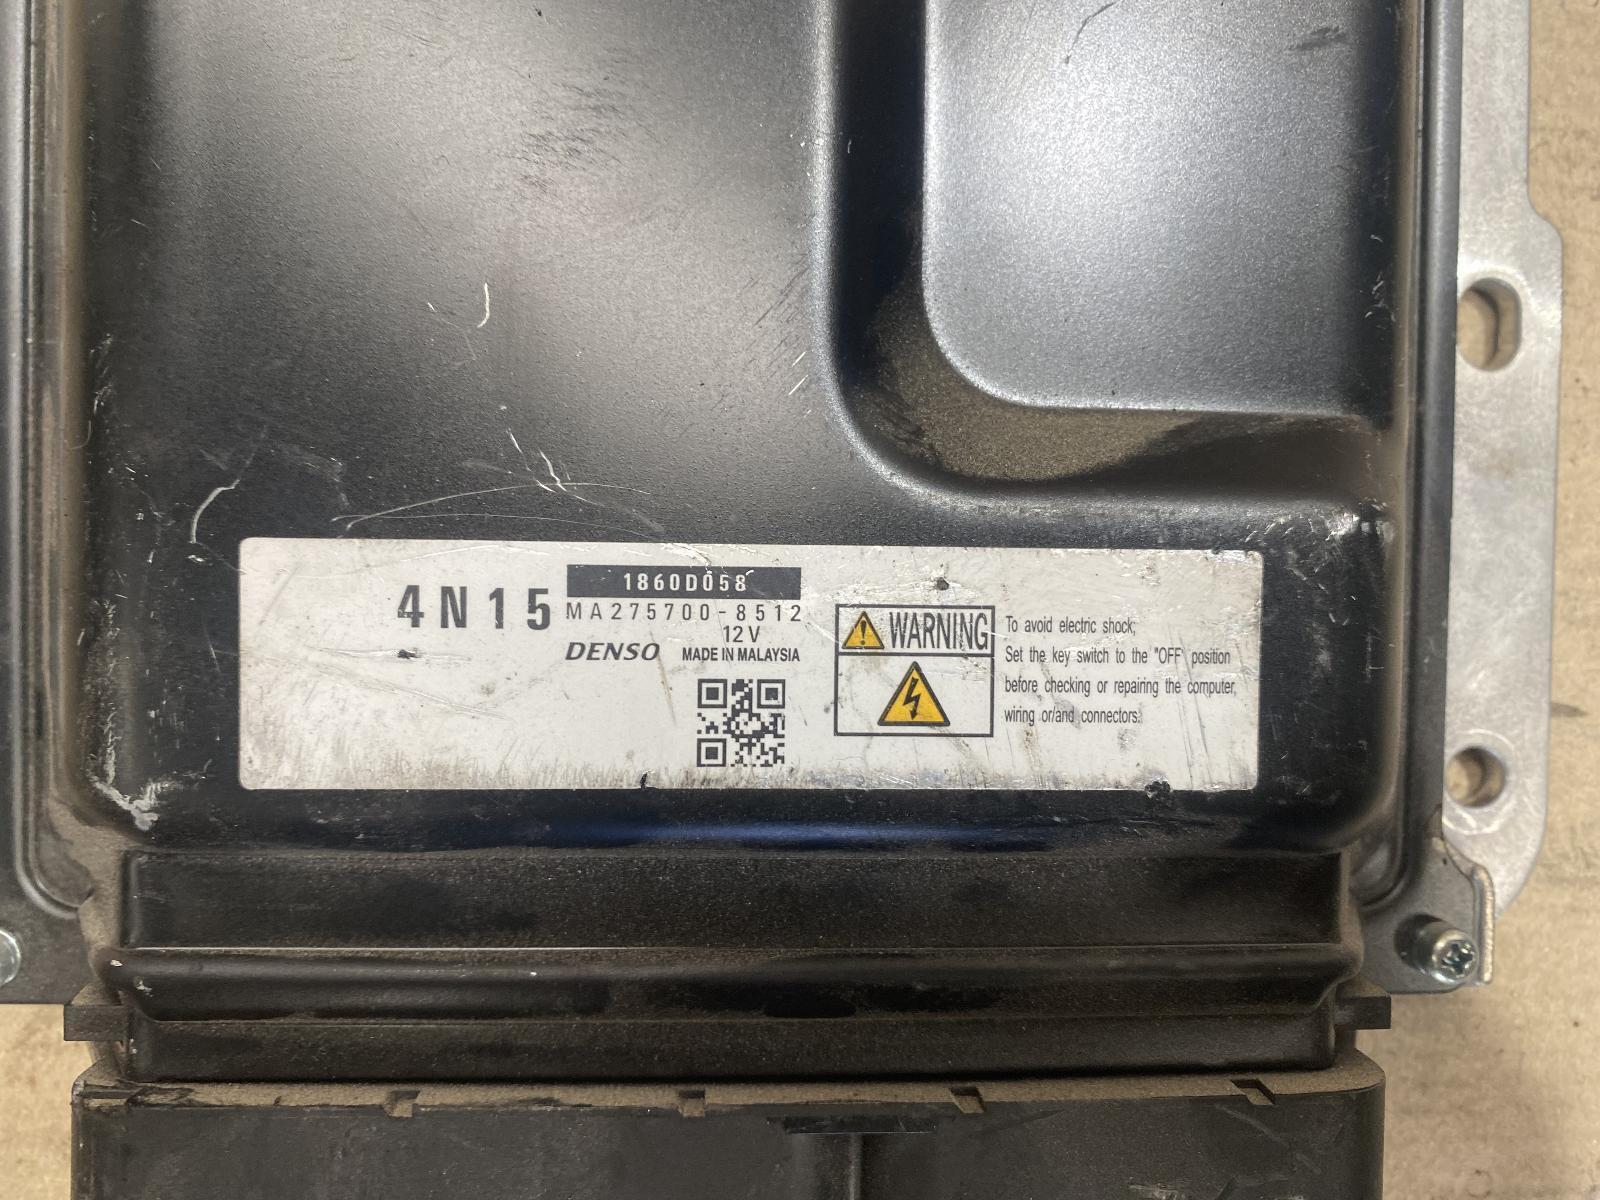 4N15
1860D058
MA275700-8512
12V
DENSO MADE IN MALAYSIA
WARNING
To avoid electric shock;
Set the key switch to the "OFF" position
before checking or repairing the computer,
wiring or/and connectors.